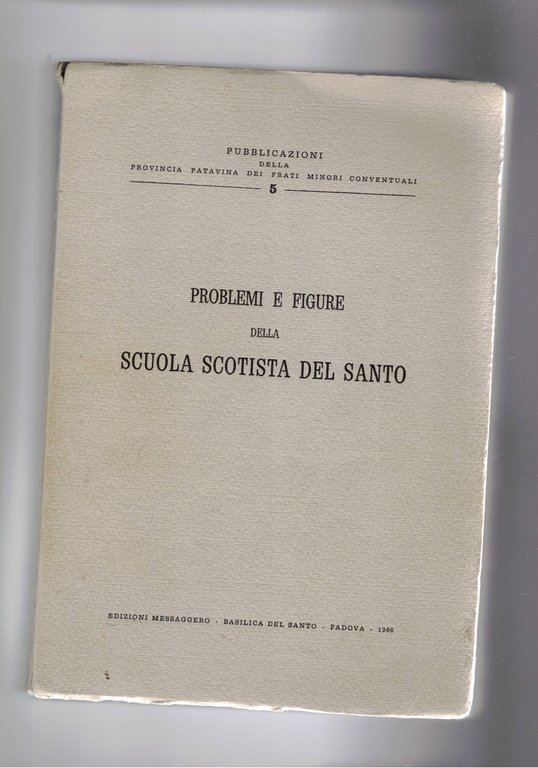 PUBBLICAZIONI
DELLA
PROVINCIA PATAVINA DEI FRATI MINORI CONVENTUALI
5
PROBLEMI E FIGURE
DELLA
SCUOLA SCOTISTA DEL SANTO
EDIZIONI MESSAGGERO · BASILICA DEL SANTO · PADOVA · 1966